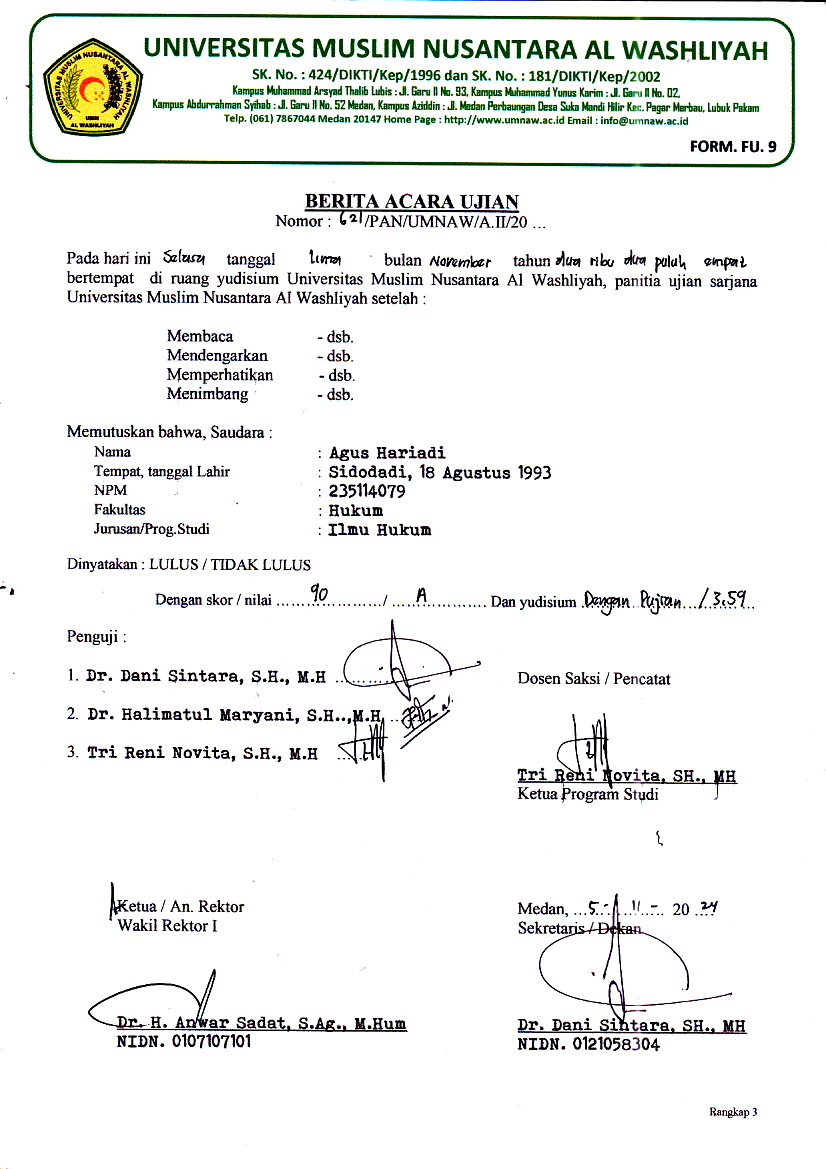 UNIVERSITAS MUSLIM NUSANTARA AL WASHLIYAH
SK. No. : 424/DIKTI/Kep/1996 dan SK. No. : 181/DIKTI/Kep/2002
Kampus Muhammad Arsyad Thalib Lubis : Jl. Garu II No. 93, Kampus Muhammad Yunus Karim : Jl. Garu II No. 02,
Kampus Abdurrahman Syihab : Jl. Garu II No. 52 Medan, Kampus Aziddin : Jl. Medan Perbaungan Desa Suka Mandi Hilir Kec. Pagar Merbau, Lubuk Pakam
Telp. (061) 7867044 Medan 20147 Home Page : http://www.umnaw.ac.id Email : info@umnaw.ac.id
UNIVERSITAS MUSLIM NUSANTARA AL WASHLIYAH
UMN
AL WASHLIYAH
FORM. FU. 9
BERITA ACARA UJIAN
Nomor : 621/PAN/UMNAW/A.II/20 ...
Pada hari ini Selasa tanggal lima bulan November tahun dua ribu dua puluh empat
bertempat di ruang yudisium Universitas Muslim Nusantara Al Washliyah, panitia ujian sarjana
Universitas Muslim Nusantara Al Washliyah setelah :
Membaca - dsb.
Mendengarkan - dsb.
Memperhatikan - dsb.
Menimbang - dsb.
Memutuskan bahwa, Saudara :
Nama : Agus Hariadi
Tempat, tanggal Lahir : Sidodadi, 18 Agustus 1993
NPM : 235114079
Fakultas : Hukum
Jurusan/Prog.Studi : Ilmu Hukum
Dinyatakan : LULUS / TIDAK LULUS
Dengan skor / nilai ... 90 ... / ... A ... Dan yudisium Dengan Pujian / 3.59
Penguji :
1. Dr. Dani Sintara, S.H., M.H
Dosen Saksi / Pencatat
2. Dr. Halimatul Maryani, S.H..,M.H
3. Tri Reni Novita, S.H., M.H
Tri Reni Novita, SH., MH
Ketua Program Studi
Ketua / An. Rektor
Wakil Rektor I
Medan, ...5.-.11.-. 20 24
Sekretaris / Dekan
Dr. H. Anwar Sadat, S.Ag., M.Hum
NIDN. 0107107101
Dr. Dani Sintara, SH., MH
NIDN. 0121058304
Rangkap 3